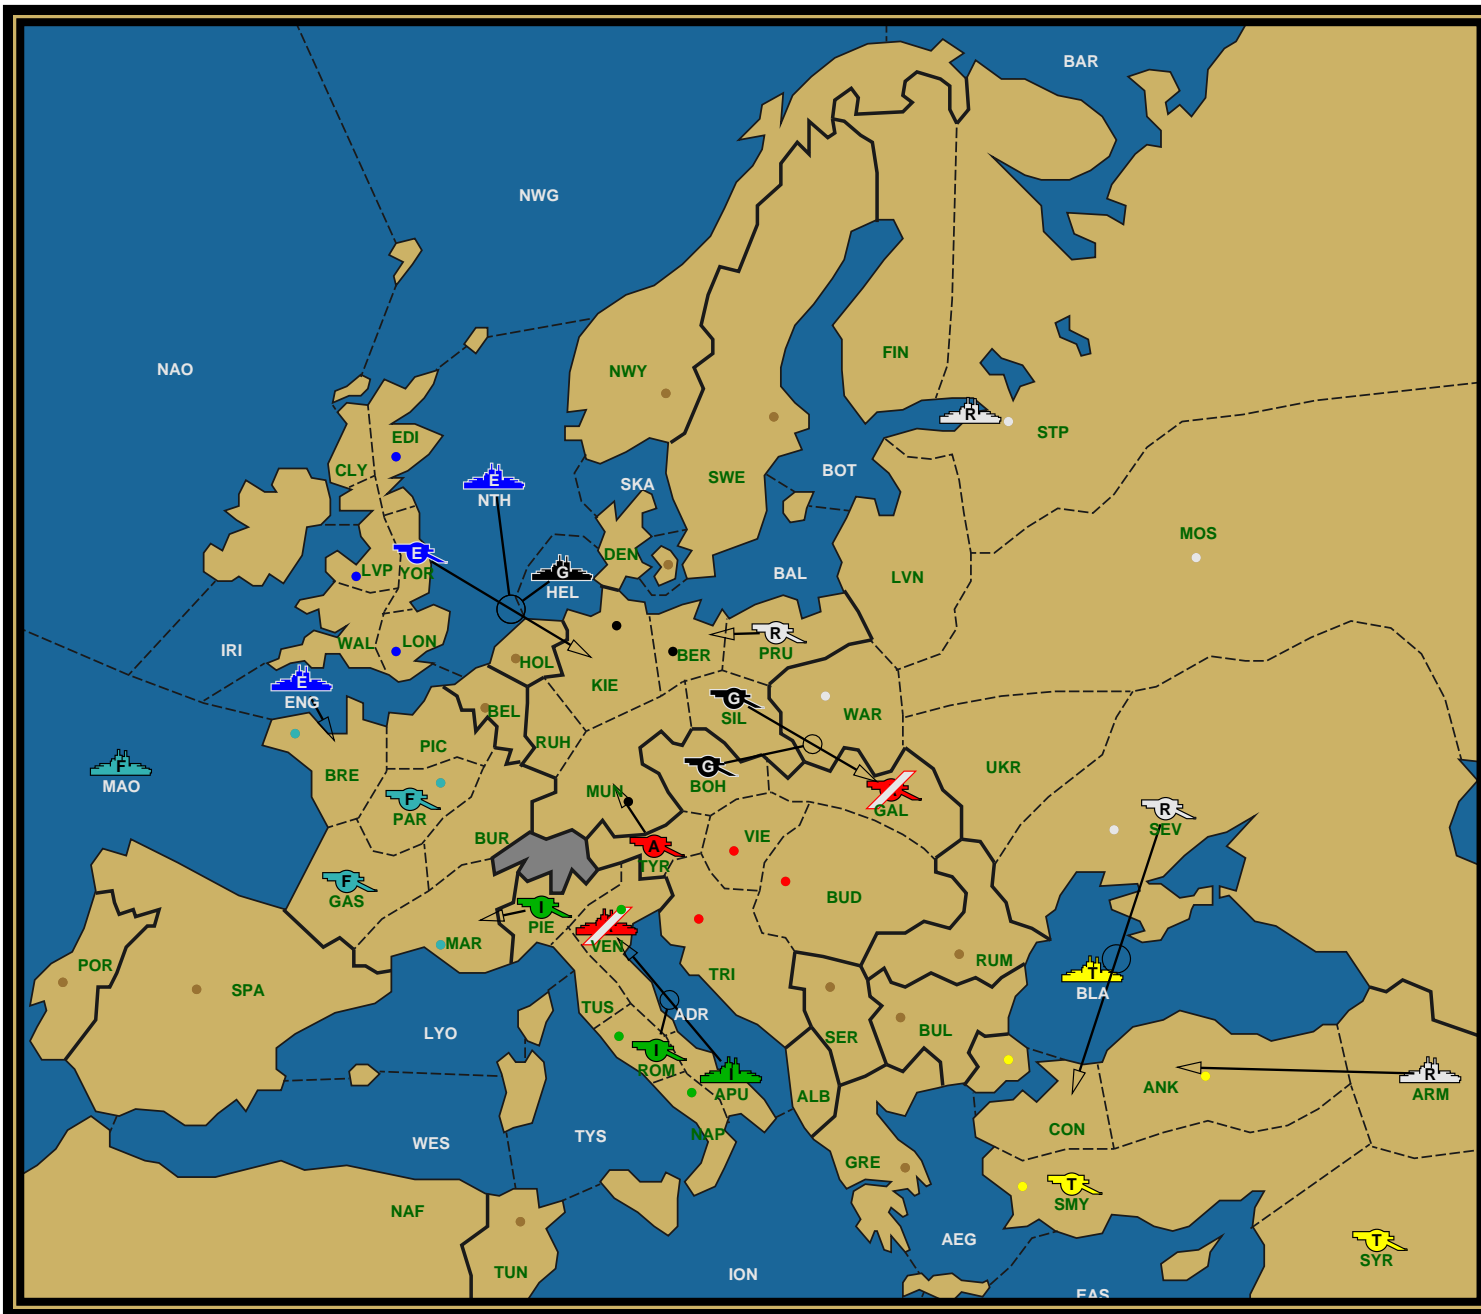 BAR
NWG
NAO
FIN
NWY
R
STP
EDI
CLY
SWE
BOT
SKA
E
NTH
MOS
E
LVP
YOR
DEN
G
HEL
BAL
LVN
IRI
WAL
LON
HOL
BER
R
PRU
KIE
E
ENG
G
SIL
WAR
BEL
RUH
PIC
BRE
F
MAO
G
BOH
UKR
F
PAR
MUN
GAL
R
SEV
BUR
VIE
A
TYR
F
GAS
BUD
I
PIE
VEN
MAR
POR
SPA
TRI
RUM
T
BLA
TUS
ADR
LYO
SER
BUL
I
ROM
I
APU
ALB
ANK
R
ARM
WES
TYS
NAP
CON
GRE
T
SMY
NAF
AEG
T
SYR
TUN
ION
EAS